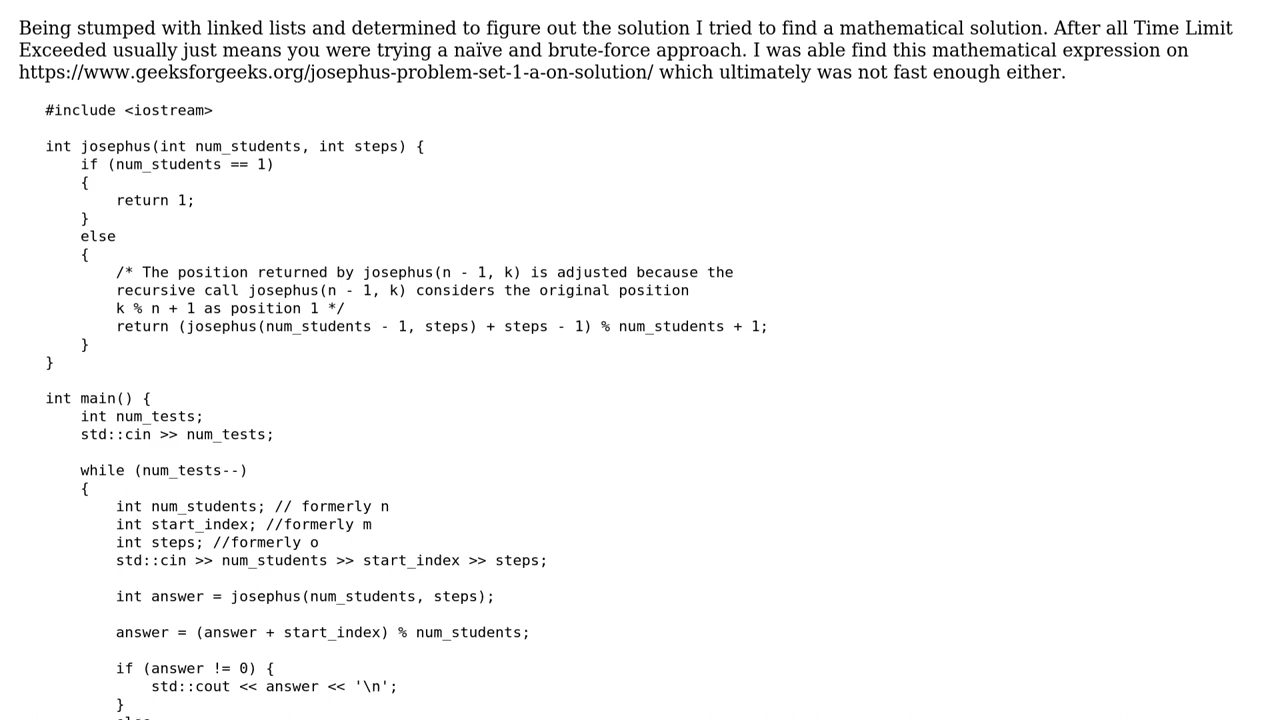 Being stumped with linked lists and determined to figure out the solution I tried to find a mathematical solution. After all Time Limit
Exceeded usually just means you were trying a naïve and brute-force approach. I was able find this mathematical expression on
https://www.geeksforgeeks.org/josephus-problem-set-1-a-on-solution/ which ultimately was not fast enough either.
#include <iostream>
int josephus(int num_students, int steps) {
    if (num_students == 1)
    {
        return 1;
    }
    else
    {
        /* The position returned by josephus(n - 1, k) is adjusted because the
        recursive call josephus(n - 1, k) considers the original position
        k % n + 1 as position 1 */
        return (josephus(num_students - 1, steps) + steps - 1) % num_students + 1;
    }
}
int main() {
    int num_tests;
    std::cin >> num_tests;
    while (num_tests--)
    {
        int num_students; // formerly n
        int start_index; //formerly m
        int steps; //formerly o
        std::cin >> num_students >> start_index >> steps;
        int answer = josephus(num_students, steps);
        answer = (answer + start_index) % num_students;
        if (answer != 0) {
            std::cout << answer << '\n';
        }